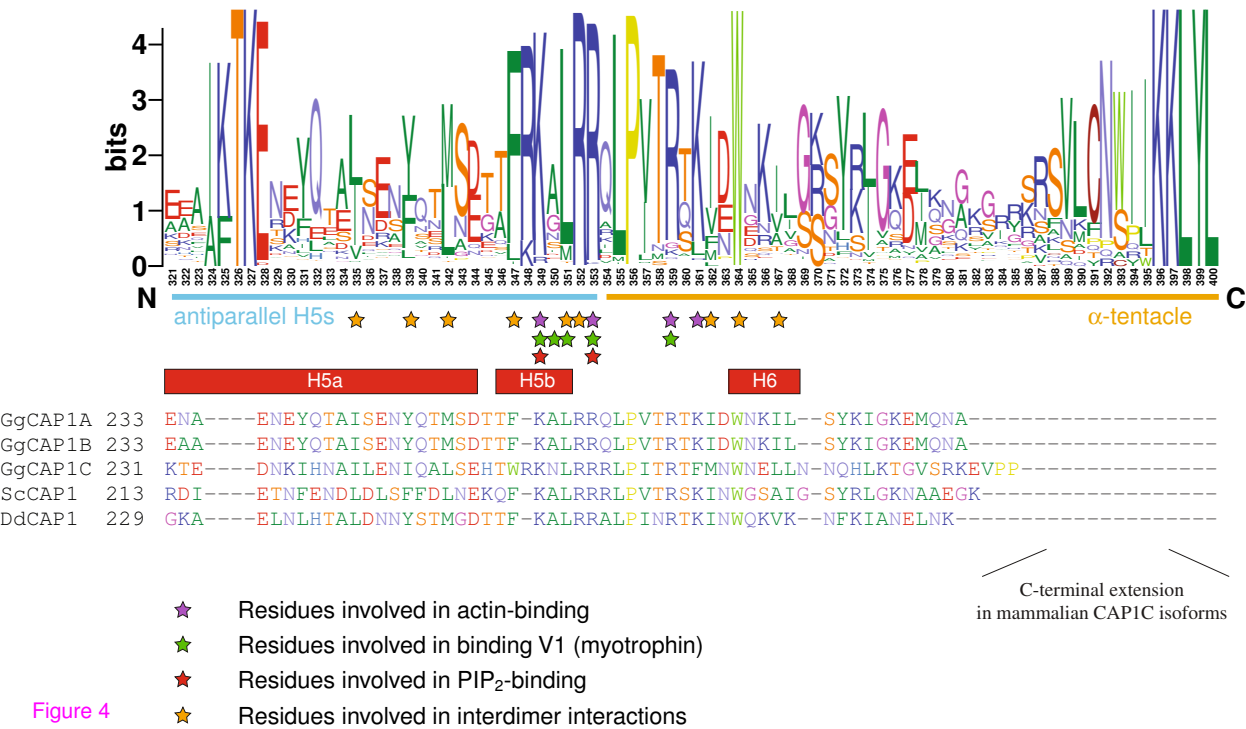 bits
4
3
2
1
0
321 322 323 324 325 326 327 328 329 330 331 332 333 334 335 336 337 338 339 340 341 342 343 344 345 346 347 348 349 350 351 352 353 354 355 356 357 358 359 360 361 362 363 364 365 366 367 368 369 370 371 372 373 374 375 376 377 378 379 380 381 382 383 384 385 386 387 388 389 390 391 392 393 394 395 396 397 398 399 400
N C
antiparallel H5s α-tentacle
H5a H5b H6
GgCAP1A 233 ENA----ENEYQTAISENYQTMSDTTF-KALRRQLPVTRTKIDWNKIL--SYKIGKEMQNA-------------------
GgCAP1B 233 EAA----ENEYQTAISENYQTMSDTTF-KALRRQLPVTRTKIDWNKIL--SYKIGKEMQNA-------------------
GgCAP1C 231 KTE----DNKIHNAILENIQALSEHTWRKNLRRRLPITRTFMNWNELLN-NQHLKTGVSRKEVPP---------------
ScCAP1 213 RDI----ETNFENDLDLSFFDLNEKQF-KALRRRLPVTRSKINWGSAIG-SYRLGKNAAEGK------------------
DdCAP1 229 GKA----ELNLHTALDNNYSTMGDTTF-KALRRALPINRTKINWQKVK--NFKIANELNK--------------------
C-terminal extension
in mammalian CAP1C isoforms
Residues involved in actin-binding
Residues involved in binding V1 (myotrophin)
Residues involved in PIP₂-binding
Residues involved in interdimer interactions
Figure 4